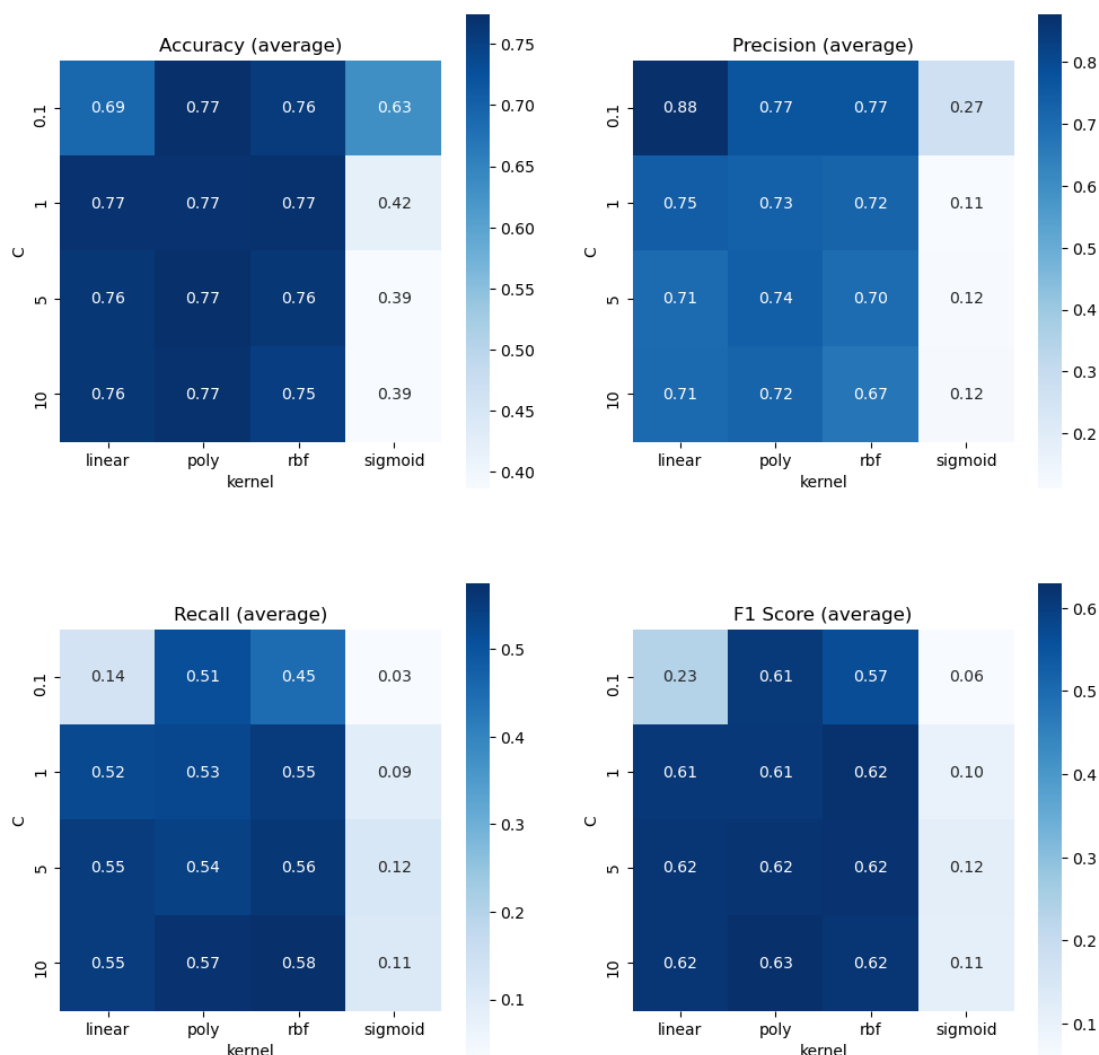 Accuracy (average)
0.1 0.69 0.77 0.76 0.63
1 0.77 0.77 0.77 0.42
5 0.76 0.77 0.76 0.39
10 0.76 0.77 0.75 0.39
C
linear poly rbf sigmoid
kernel
0.75
0.70
0.65
0.60
0.55
0.50
0.45
0.40
Precision (average)
0.1 0.88 0.77 0.77 0.27
1 0.75 0.73 0.72 0.11
5 0.71 0.74 0.70 0.12
10 0.71 0.72 0.67 0.12
C
linear poly rbf sigmoid
kernel
0.8
0.7
0.6
0.5
0.4
0.3
0.2
Recall (average)
0.1 0.14 0.51 0.45 0.03
1 0.52 0.53 0.55 0.09
5 0.55 0.54 0.56 0.12
10 0.55 0.57 0.58 0.11
C
linear poly rbf sigmoid
kernel
0.5
0.4
0.3
0.2
0.1
F1 Score (average)
0.1 0.23 0.61 0.57 0.06
1 0.61 0.61 0.62 0.10
5 0.62 0.62 0.62 0.12
10 0.62 0.63 0.62 0.11
C
linear poly rbf sigmoid
kernel
0.6
0.5
0.4
0.3
0.2
0.1